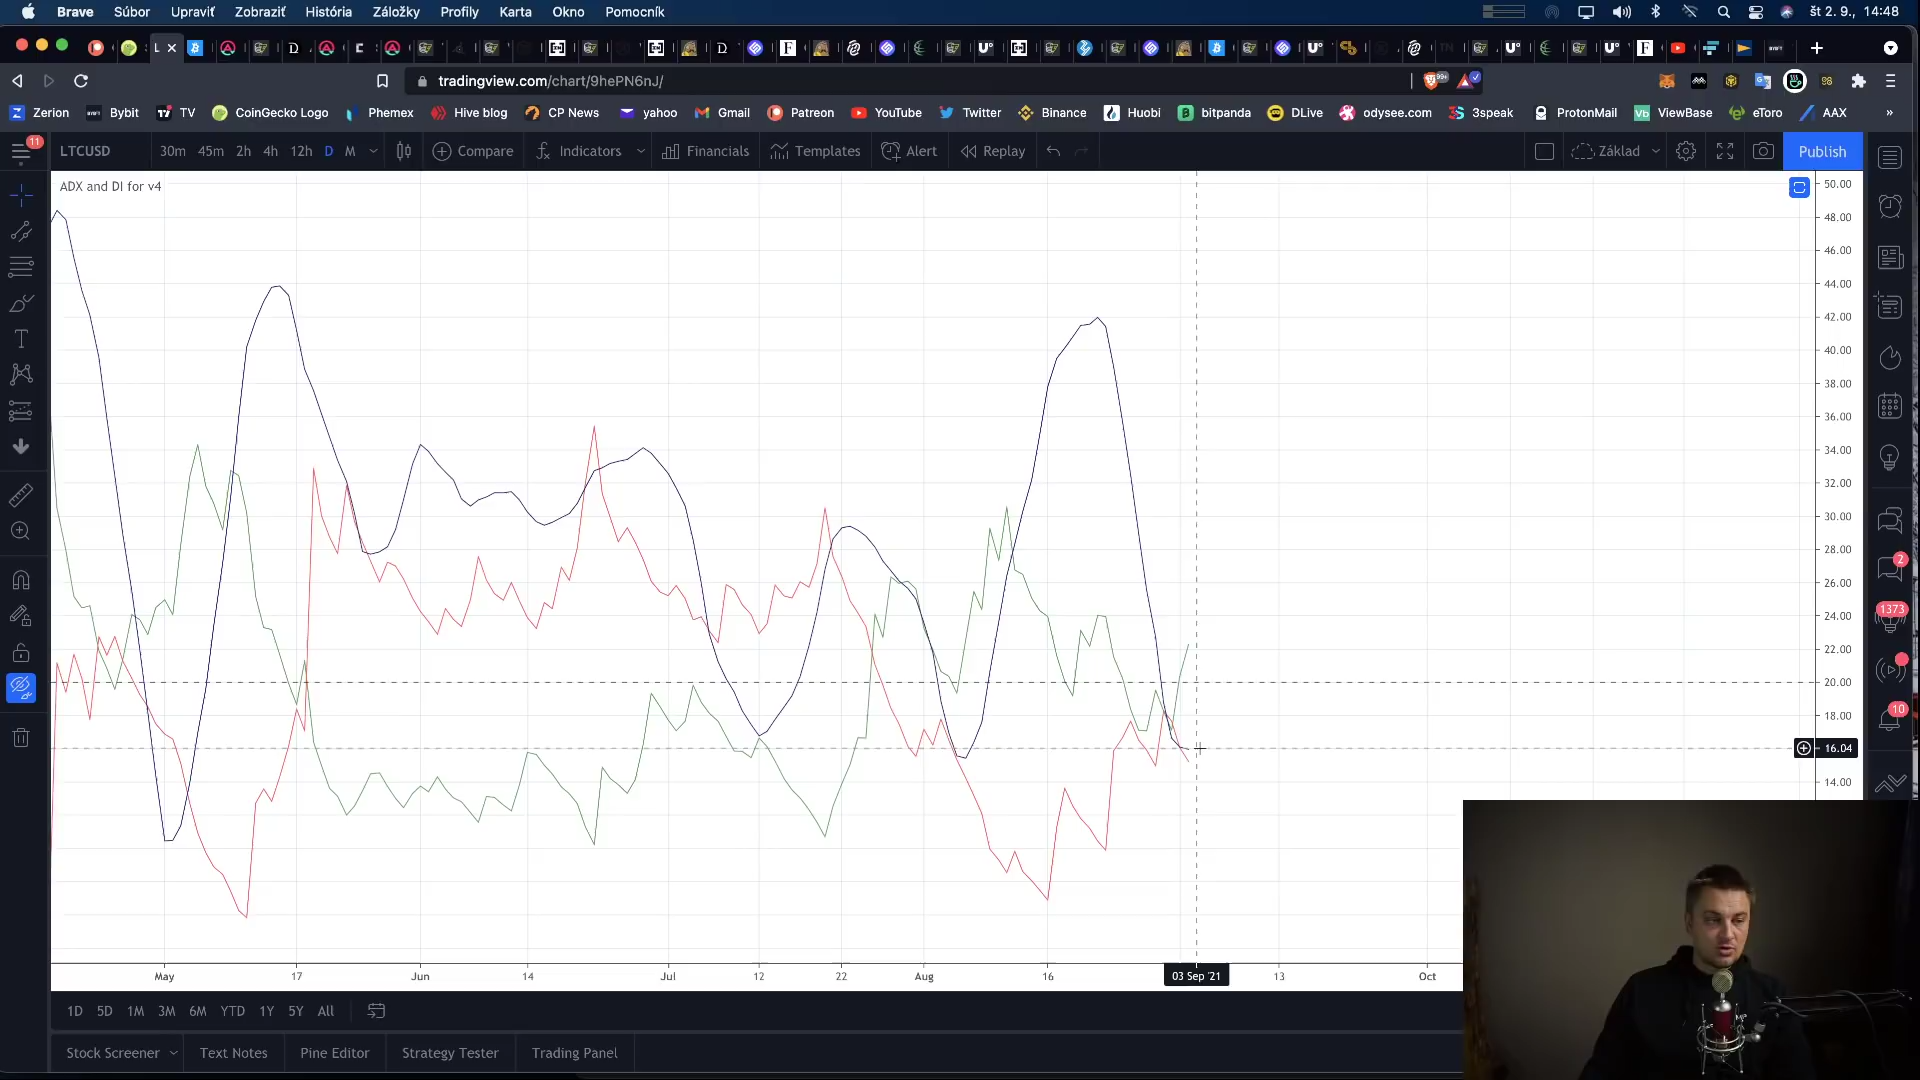 Brave Súbor Upraviť Zobraziť História Záložky Profily Karta Okno Pomocník št 2. 9., 14:48
tradingview.com/chart/9hePN6nJ/ 99+
Zerion Bybit TV CoinGecko Logo Phemex Hive blog CP News yahoo Gmail Patreon YouTube Twitter Binance Huobi bitpanda DLive odysee.com 3speak ProtonMail ViewBase eToro AAX »
11 LTCUSD 30m 45m 2h 4h 12h D M Compare Indicators Financials Templates Alert Replay Základ Publish
ADX and DI for v4
50.00
48.00
46.00
44.00
42.00
40.00
38.00
36.00
34.00
32.00
30.00
28.00
26.00
24.00
22.00
20.00
18.00
16.04
14.00
2
1373
10
May 17 Jun 14 Jul 12 22 Aug 16 03 Sep '21 13 Oct
1D 5D 1M 3M 6M YTD 1Y 5Y All
Stock Screener Text Notes Pine Editor Strategy Tester Trading Panel